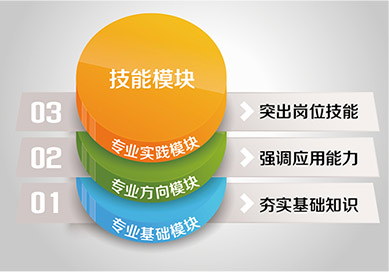 技能模块
03
专业实践模块
突出岗位技能
02
专业方向模块
强调应用能力
01
专业基础模块
夯实基础知识